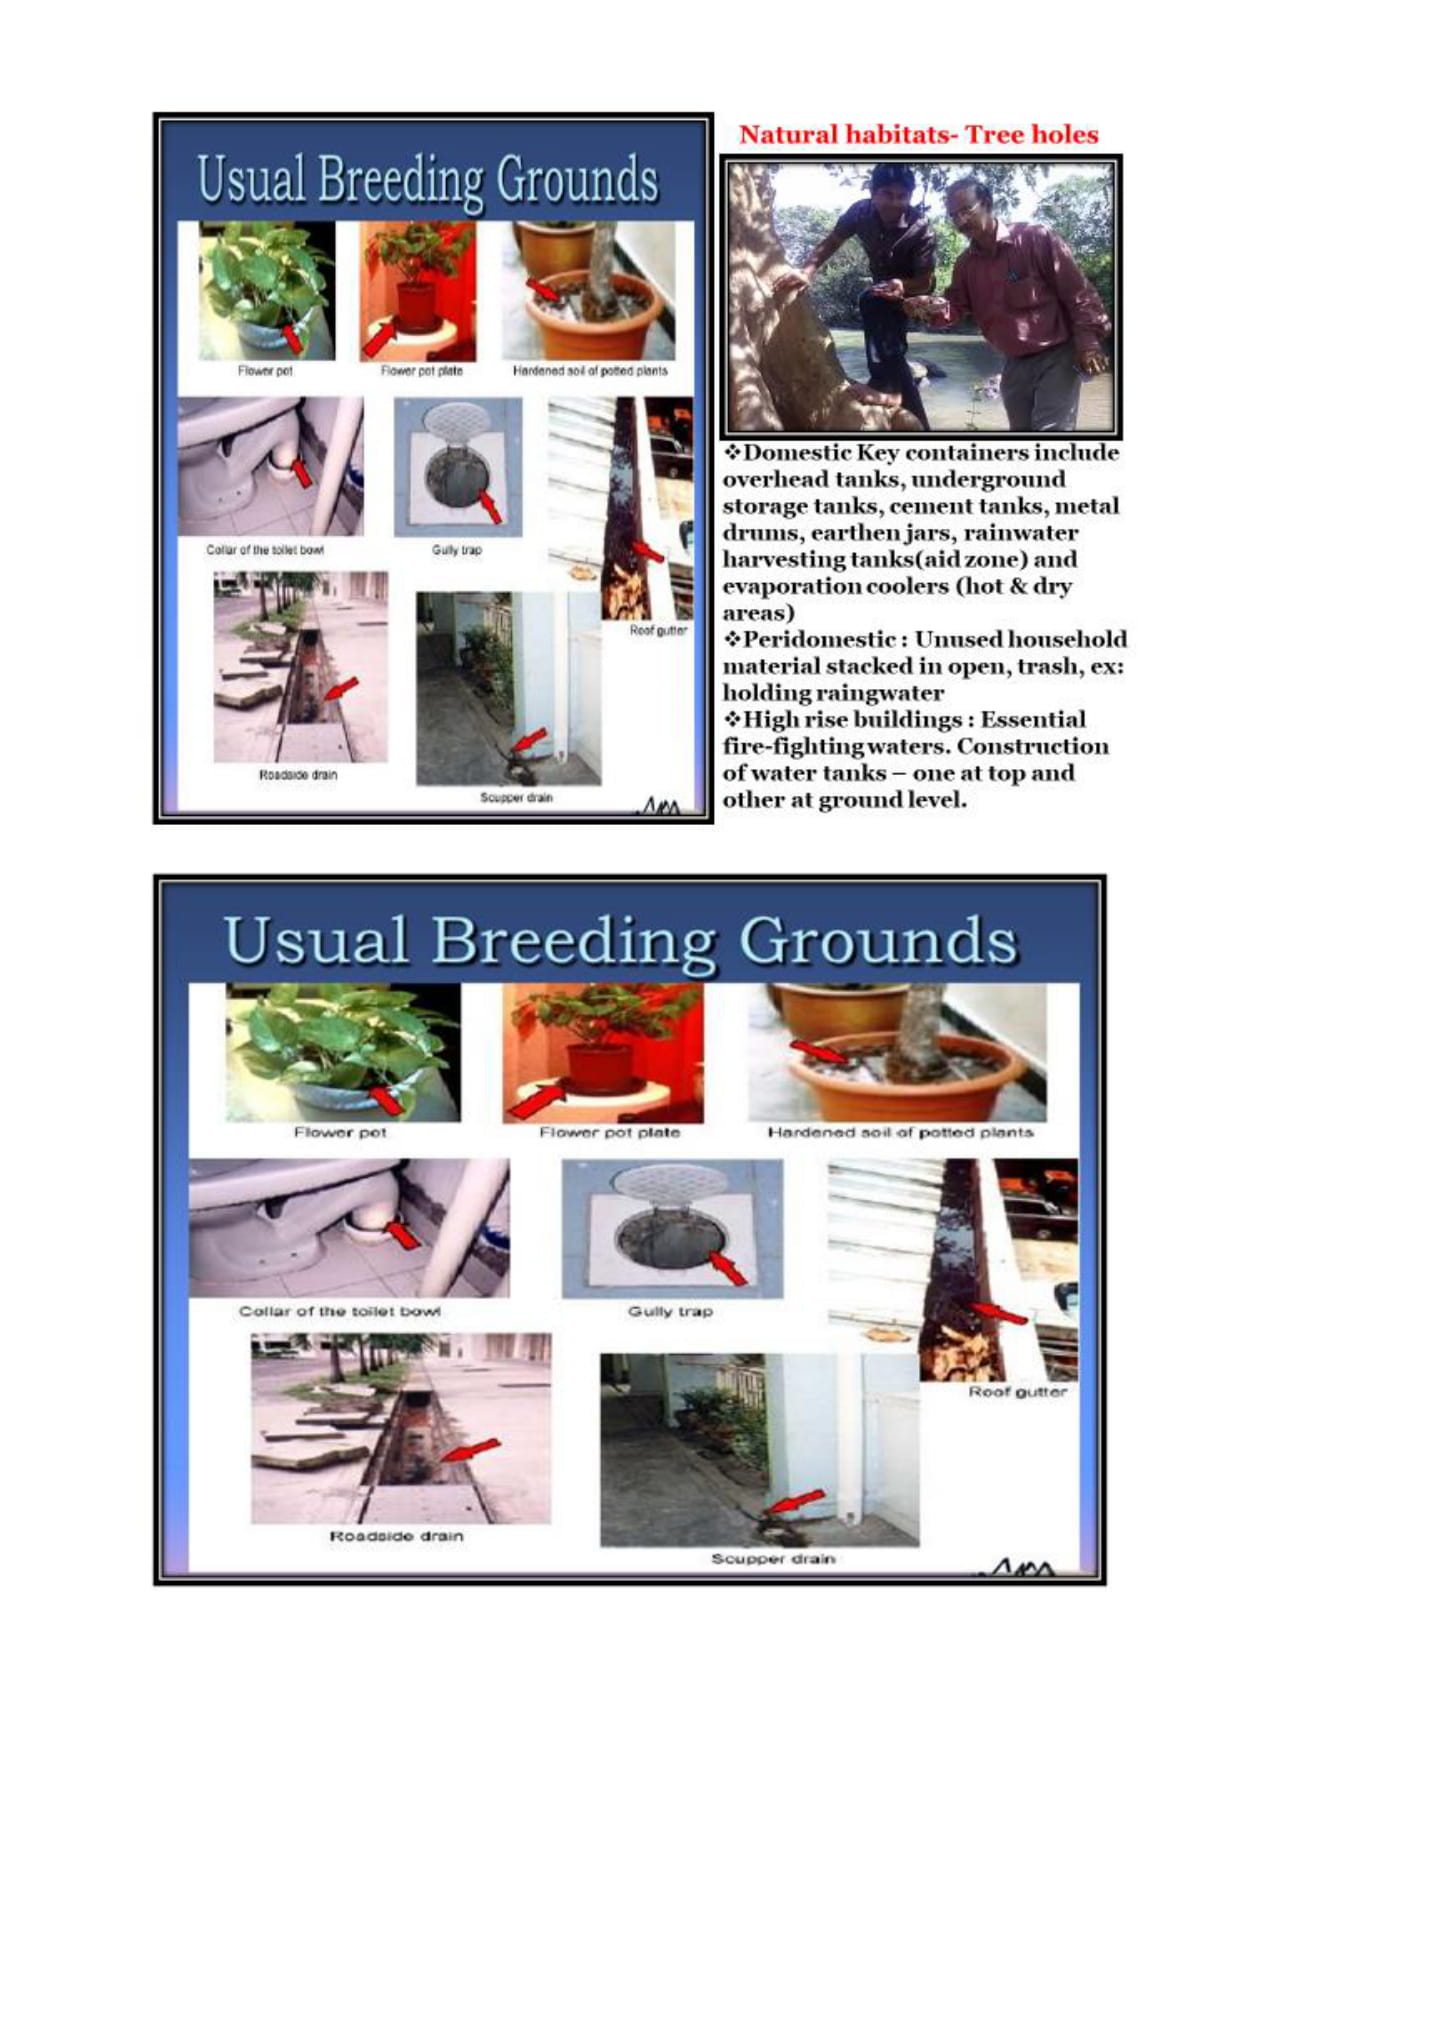 Usual Breeding Grounds
Flower pot
Flower pot plate
Hardened soil of potted plants
Collar of the toilet bowl
Gully trap
Roof gutter
Roadside drain
Scupper drain
Natural habitats- Tree holes
❖Domestic Key containers include
overhead tanks, underground
storage tanks, cement tanks, metal
drums, earthen jars, rainwater
harvesting tanks(aid zone) and
evaporation coolers (hot & dry
areas)
❖Peridomestic : Unused household
material stacked in open, trash, ex:
holding raingwater
❖High rise buildings : Essential
fire-fighting waters. Construction
of water tanks – one at top and
other at ground level.
Usual Breeding Grounds
Flower pot
Flower pot plate
Hardened soil of potted plants
Collar of the toilet bowl
Gully trap
Roof gutter
Roadside drain
Scupper drain